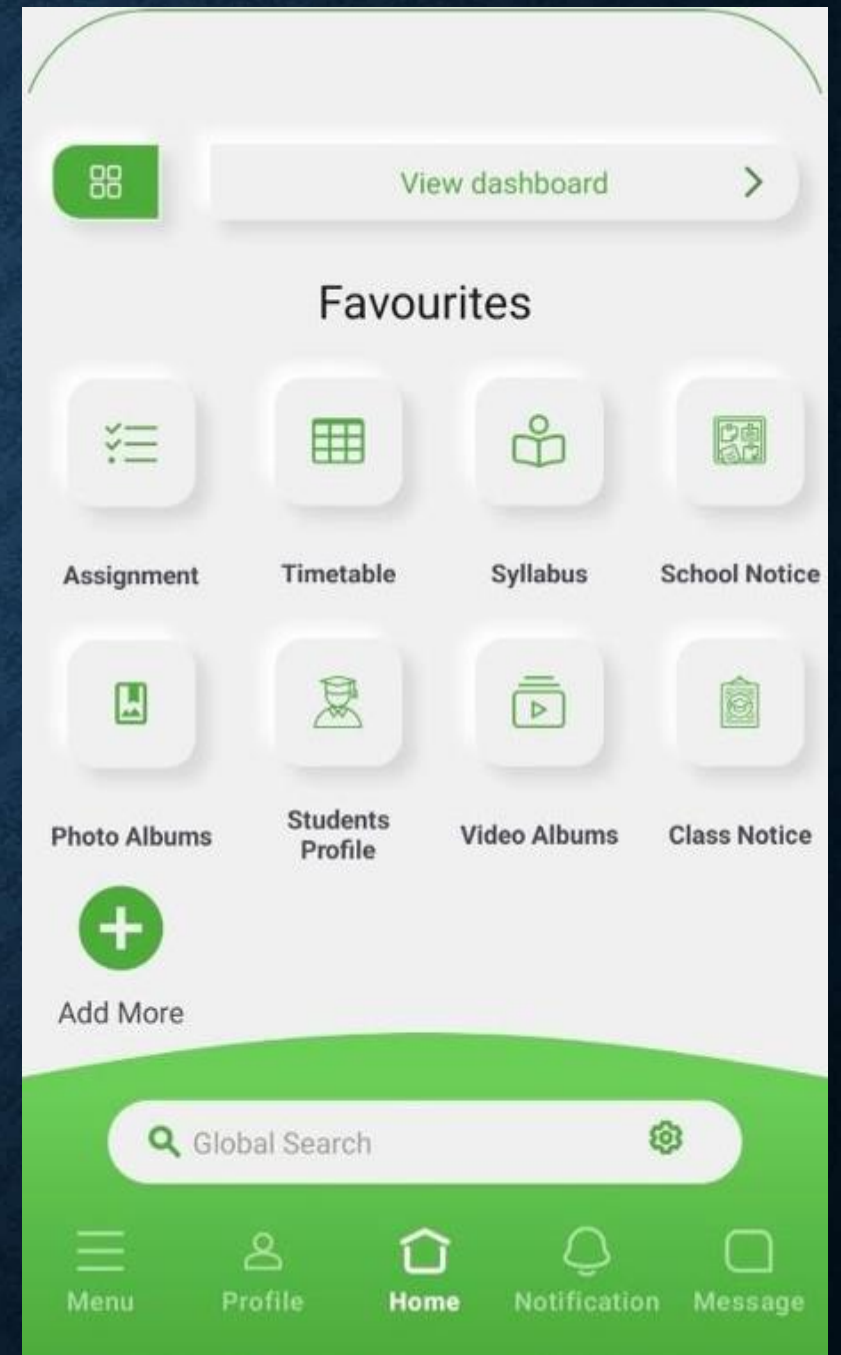 View dashboard
Favourites
Assignment
Timetable
Syllabus
School Notice
Photo Albums
Students
Profile
Video Albums
Class Notice
Add More
Global Search
Menu
Profile
Home
Notification
Message